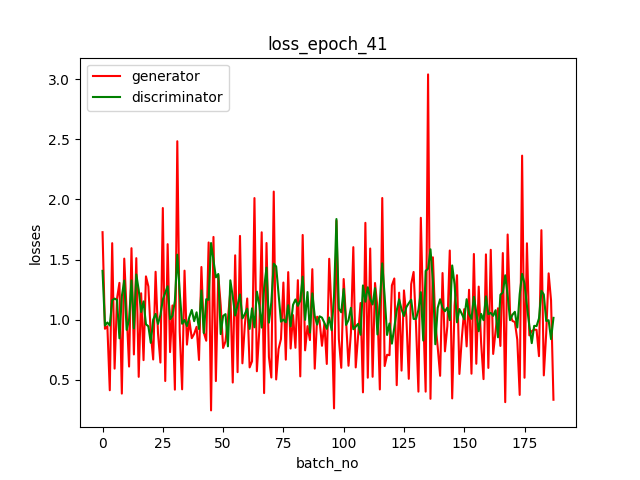 loss_epoch_41
generator
discriminator
losses
3.0
2.5
2.0
1.5
1.0
0.5
0 25 50 75 100 125 150 175
batch_no